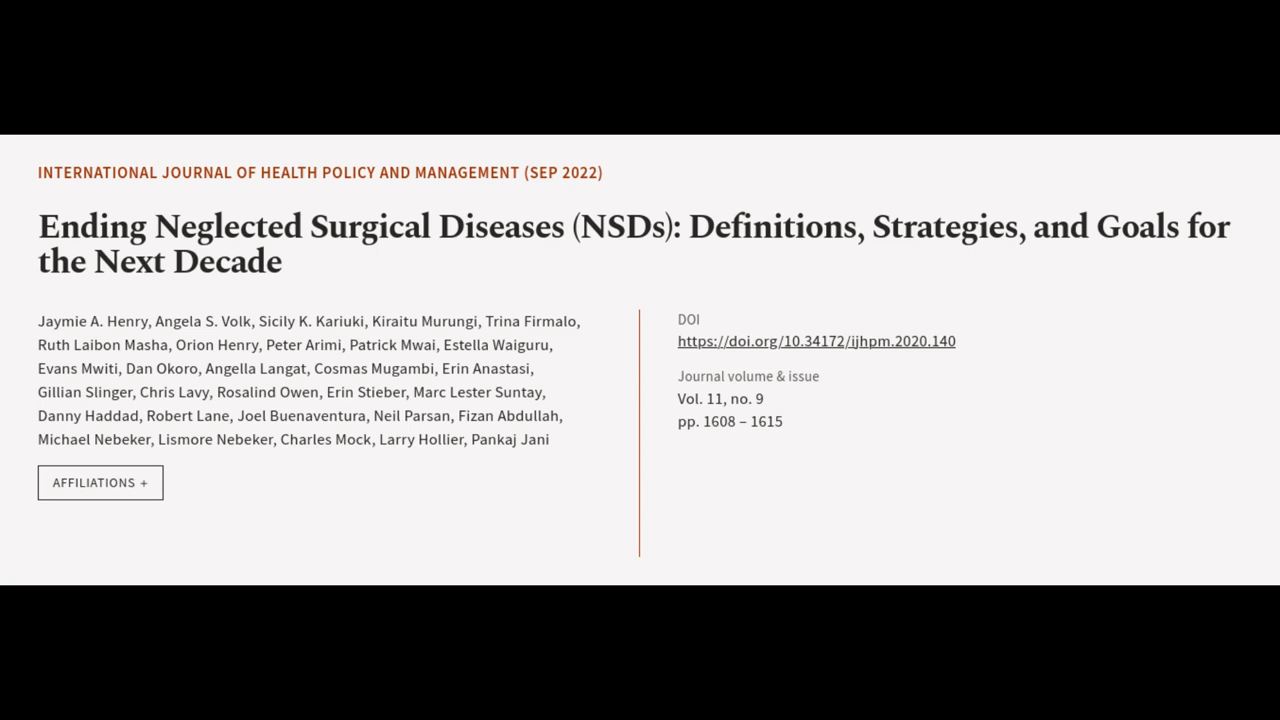 INTERNATIONAL JOURNAL OF HEALTH POLICY AND MANAGEMENT (SEP 2022)
Ending Neglected Surgical Diseases (NSDs): Definitions, Strategies, and Goals for
the Next Decade
Jaymie A. Henry, Angela S. Volk, Sicily K. Kariuki, Kiraitu Murungi, Trina Firmalo,
Ruth Laibon Masha, Orion Henry, Peter Arimi, Patrick Mwai, Estella Waiguru,
Evans Mwiti, Dan Okoro, Angella Langat, Cosmas Mugambi, Erin Anastasi,
Gillian Slinger, Chris Lavy, Rosalind Owen, Erin Stieber, Marc Lester Suntay,
Danny Haddad, Robert Lane, Joel Buenaventura, Neil Parsan, Fizan Abdullah,
Michael Nebeker, Lismore Nebeker, Charles Mock, Larry Hollier, Pankaj Jani
AFFILIATIONS +
DOI
https://doi.org/10.34172/ijhpm.2020.140
Journal volume & issue
Vol. 11, no. 9
pp. 1608 – 1615